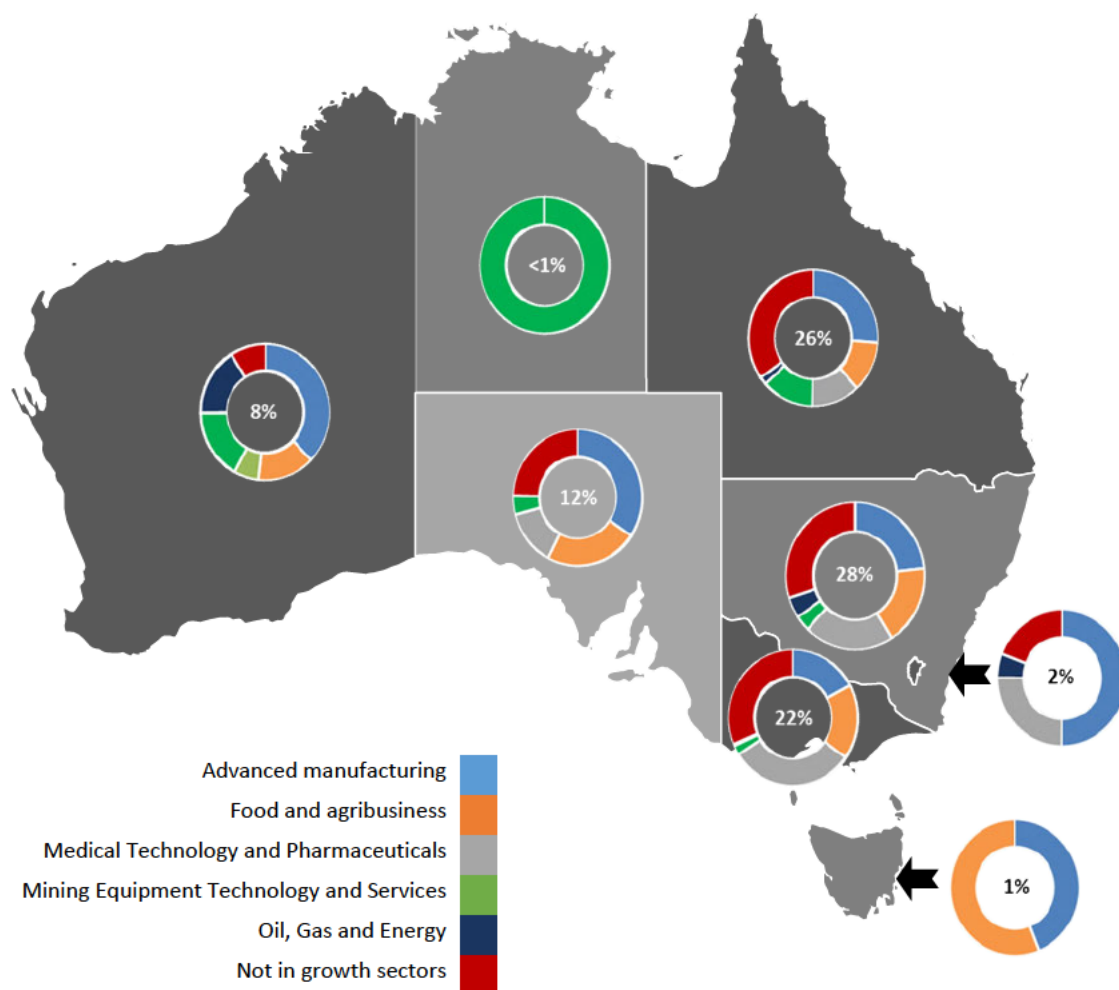 <1%
26%
8%
12%
28%
2%
22%
Advanced manufacturing
Food and agribusiness
Medical Technology and Pharmaceuticals
1%
Mining Equipment Technology and Services
Oil, Gas and Energy
Not in growth sectors